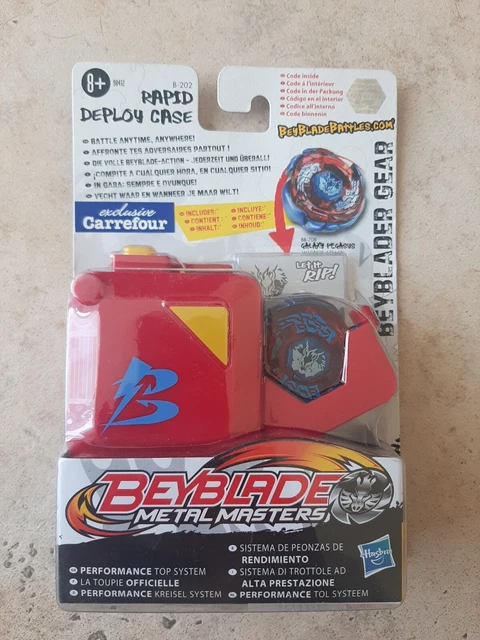 8+
98412
B-202
RAPID
DEPLOY CASE
BATTLE ANYTIME, ANYWHERE!
AFFRONTE TES ADVERSAIRES PARTOUT !
DIE VOLLE BEYBLADE-ACTION - JEDERZEIT UND ÜBERALL!
¡COMPITE A CUALQUIER HORA, EN CUALQUIER SITIO!
IN GARA: SEMPRE E OVUNQUE!
VECHT WAAR EN WANNEER JE MAAR WILT!
exclusive
Carrefour
INCLUDES:
CONTIENT:
INHALT:
INCLUYE:
CONTIENE:
INHOUD:
Code inside
Code à l'intérieur
Code in der Packung
Código en el interior
Codice all'interno
Code binnenin
BEYBLADEBATTLES.COM
GALAXY PEGASUS
BEYBLADER GEAR
LET IT
RIP!
B
BEYBLADE
METAL MASTERS
PERFORMANCE TOP SYSTEM
LA TOUPIE OFFICIELLE
PERFORMANCE KREISEL SYSTEM
SISTEMA DE PEONZAS DE
RENDIMIENTO
SISTEMA DI TROTTOLE AD
ALTA PRESTAZIONE
PERFORMANCE TOL SYSTEEM
Hasbro